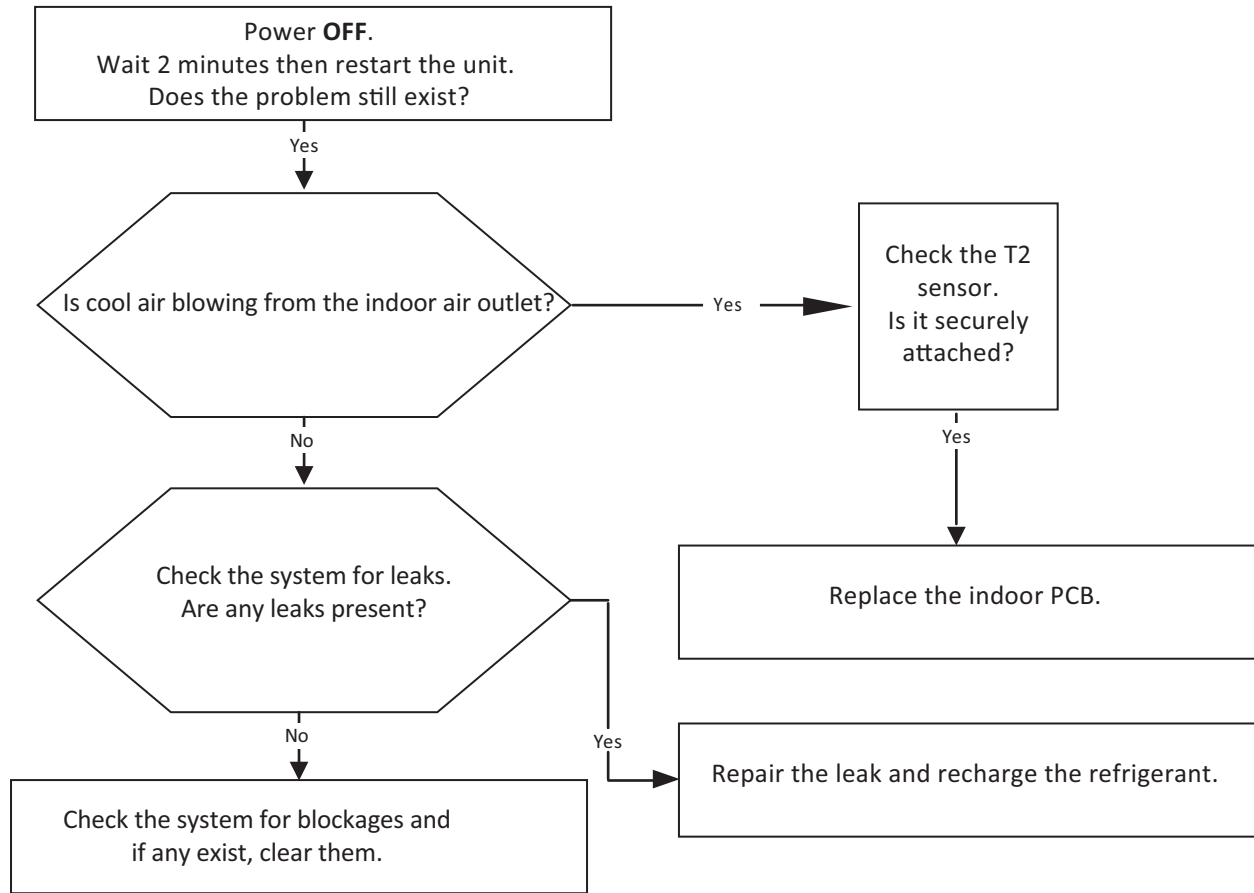 Power OFF.
Wait 2 minutes then restart the unit.
Does the problem still exist?
Yes
Is cool air blowing from the indoor air outlet?
Yes
Check the T2
sensor.
Is it securely
attached?
No
Yes
Check the system for leaks.
Are any leaks present?
Replace the indoor PCB.
No
Yes
Repair the leak and recharge the refrigerant.
Check the system for blockages and
if any exist, clear them.